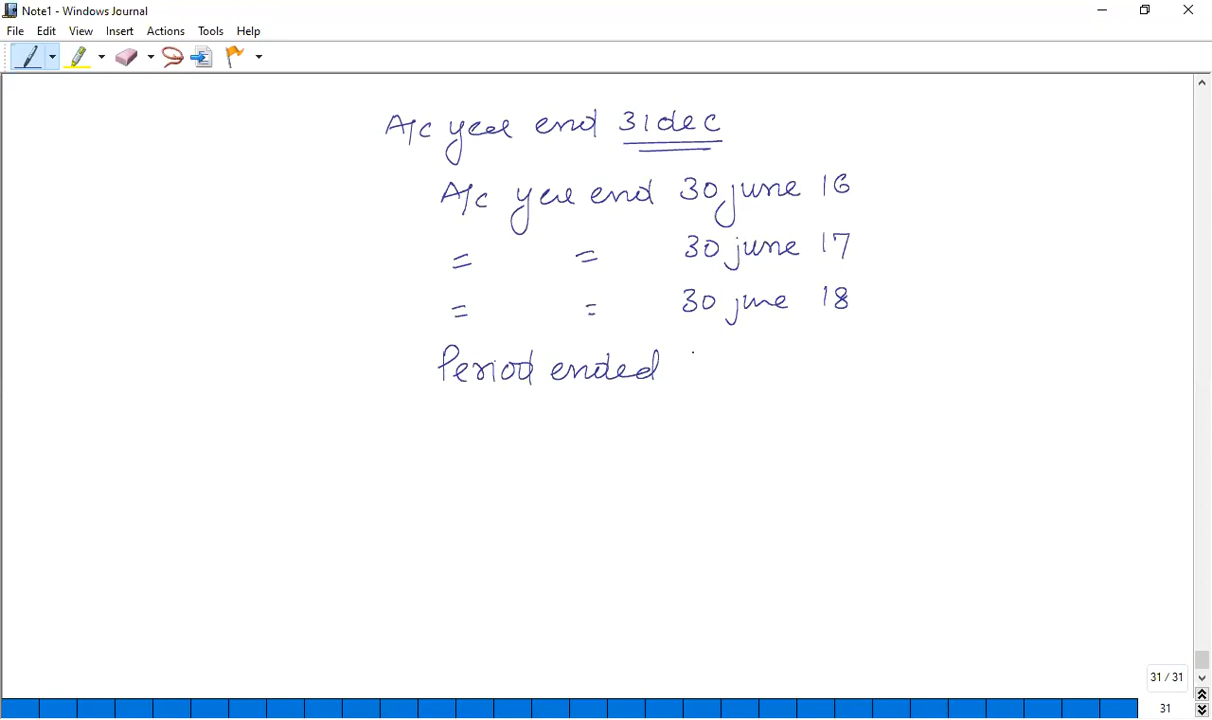 Note1 - Windows Journal
File Edit View Insert Actions Tools Help
A/c year end 31 dec
A/c year end 30 june 16
= = 30 june 17
= = 30 june 18
Period ended
31 / 31
31